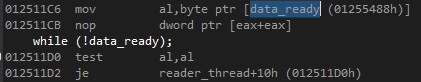 012511C6 mov al,byte ptr [data_ready (01255488h)]
012511CB nop dword ptr [eax+eax]
while (!data_ready);
012511D0 test al,al
012511D2 je reader_thread+10h (012511D0h)